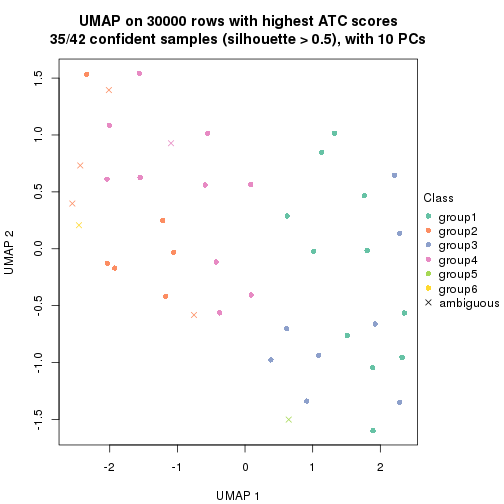 UMAP on 30000 rows with highest ATC scores
35/42 confident samples (silhouette > 0.5), with 10 PCs
1.5
1.0
0.5
0.0
-0.5
-1.0
-1.5
UMAP 2
-2
-1
0
1
2
UMAP 1
Class
group1
group2
group3
group4
group5
group6
ambiguous